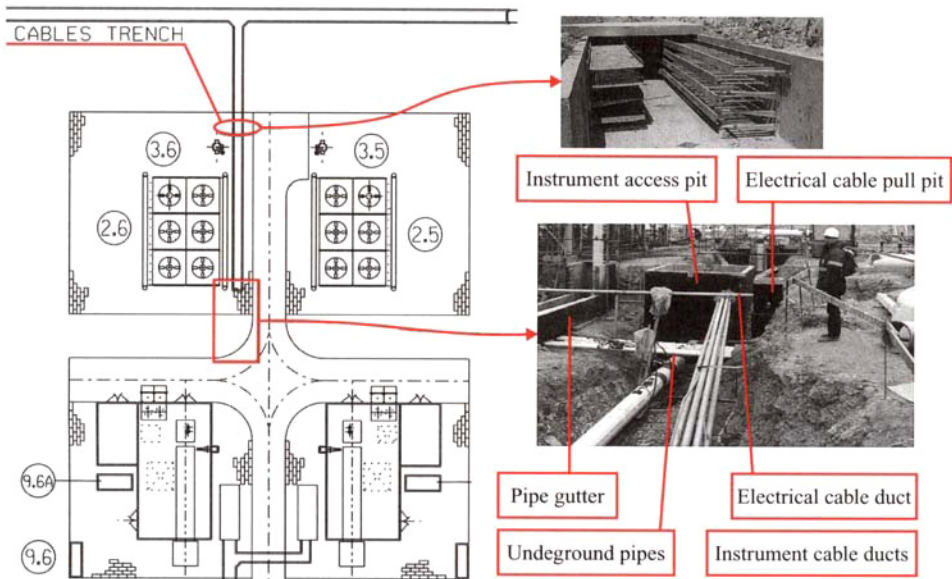 CABLES TRENCH
3.6
3.5
Instrument access pit
Electrical cable pull pit
2.6
2.5
9.6A
Pipe gutter
Electrical cable duct
9.6
Undeground pipes
Instrument cable ducts